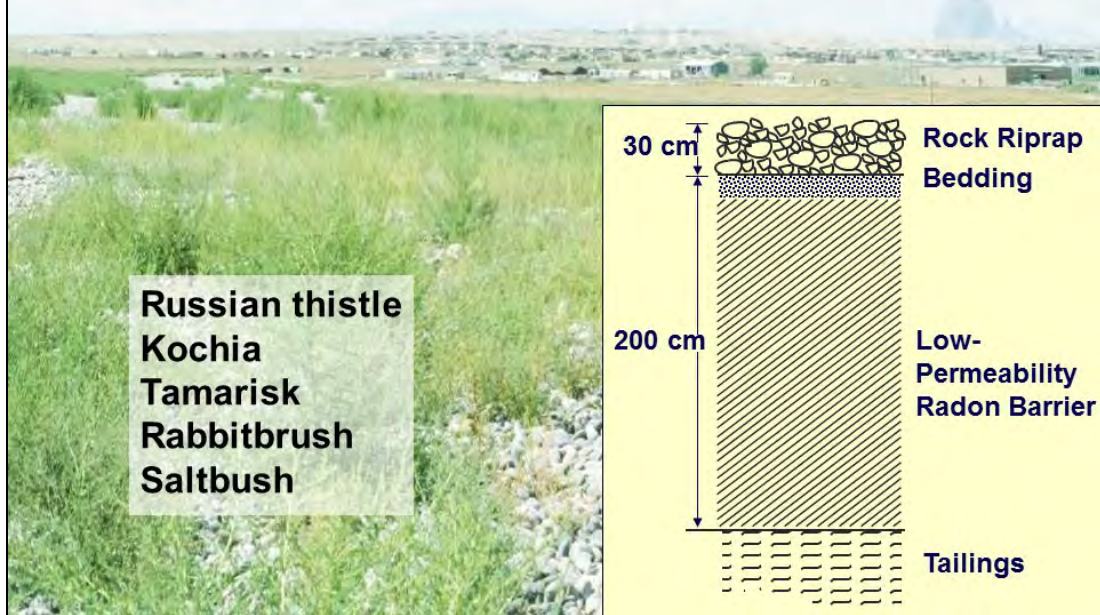 Russian thistle
Kochia
Tamarisk
Rabbitbrush
Saltbush
30 cm
Rock Riprap
Bedding
200 cm
Low-
Permeability
Radon Barrier
Tailings